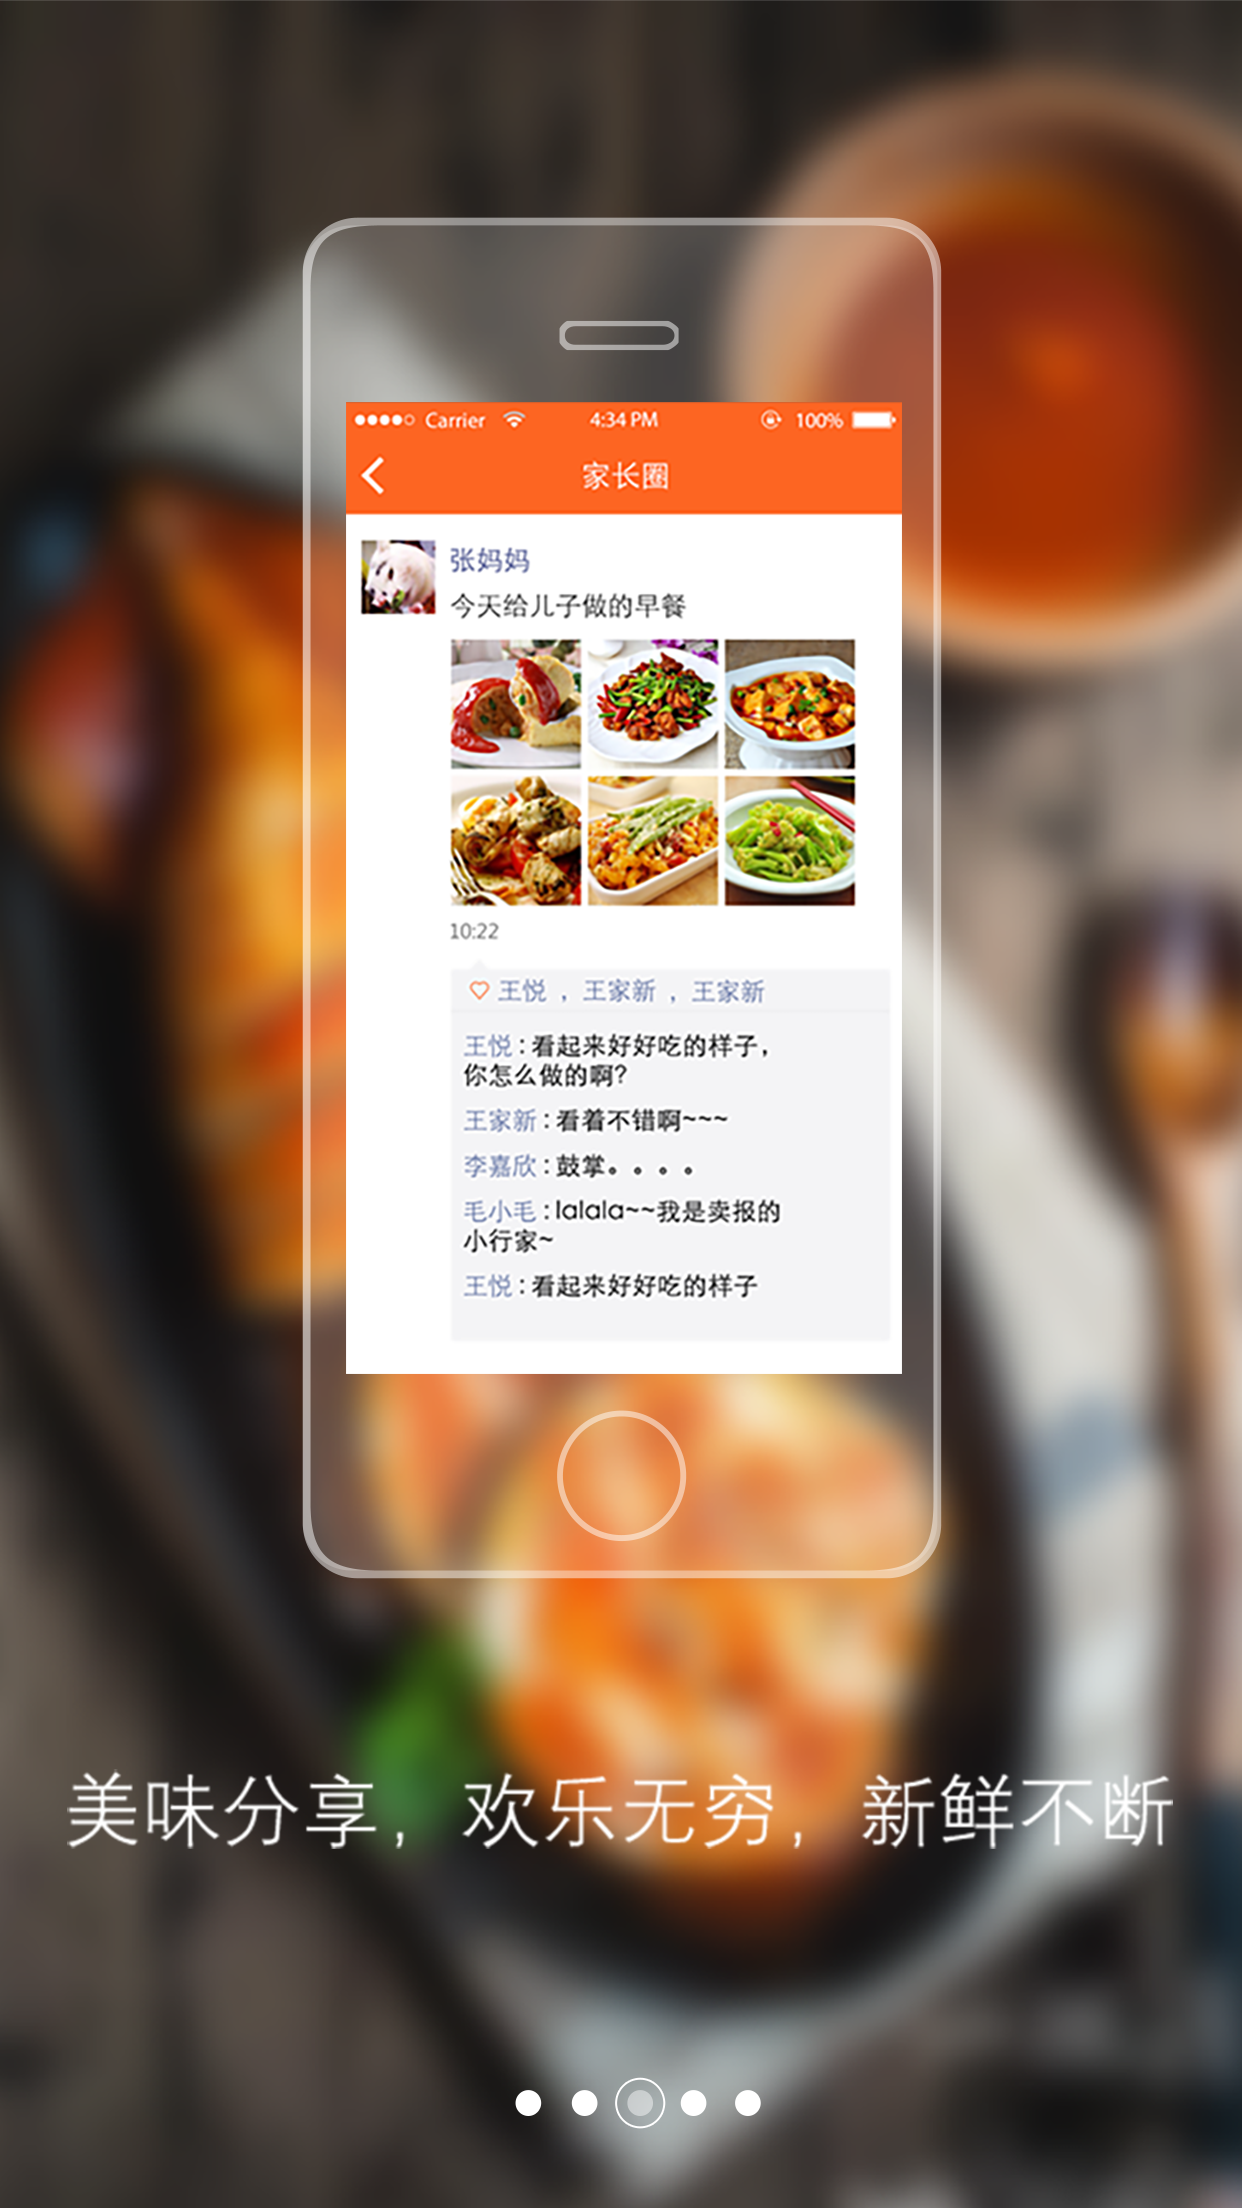 Carrier 4:34 PM 100%
家长圈
张妈妈
今天给儿子做的早餐
10:22
王悦 ，王家新 ，王家新
王悦 : 看起来好好吃的样子，
你怎么做的啊?
王家新 : 看着不错啊~~~
李嘉欣 : 鼓掌。。。。
毛小毛 : lalala~~我是卖报的
小行家~
王悦 : 看起来好好吃的样子
美味分享，欢乐无穷，新鲜不断